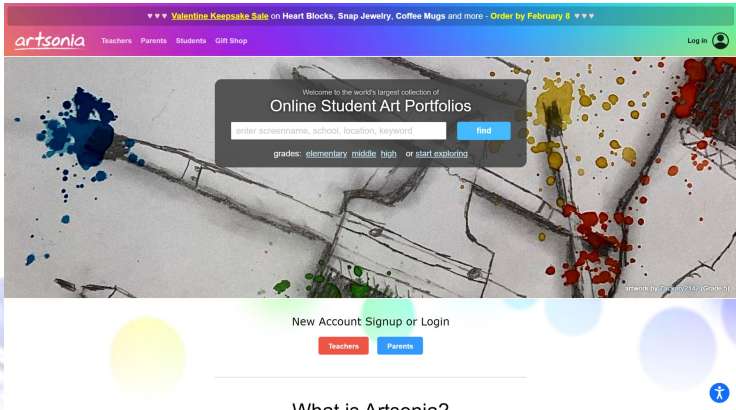 ♥ ♥ ♥ Valentine Keepsake Sale on Heart Blocks, Snap Jewelry, Coffee Mugs and more - Order by February 8 ♥ ♥ ♥
artsonia Teachers Parents Students Gift Shop Log in
Welcome to the world's largest collection of
Online Student Art Portfolios
enter screenname, school, location, keyword find
grades: elementary middle high or start exploring
artwork by Zackary2142 (Grade 5)
New Account Signup or Login
Teachers Parents
What is Artsonia?